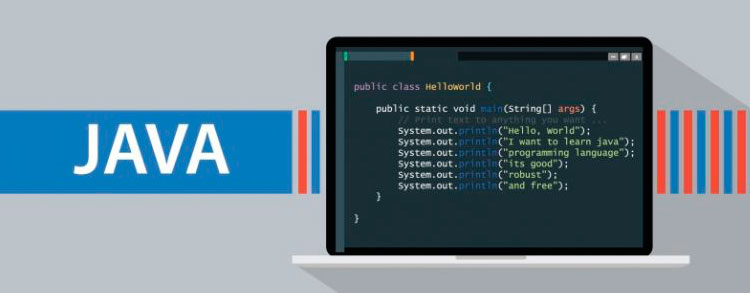 JAVA
public class HelloWorld {
public static void main(String[] args) {
// Print text to anything you want ...
System.out.println("Hello, World");
System.out.println("I want to learn java");
System.out.println("programming language");
System.out.println("its good");
System.out.println("robust");
System.out.println("and free");
}
}